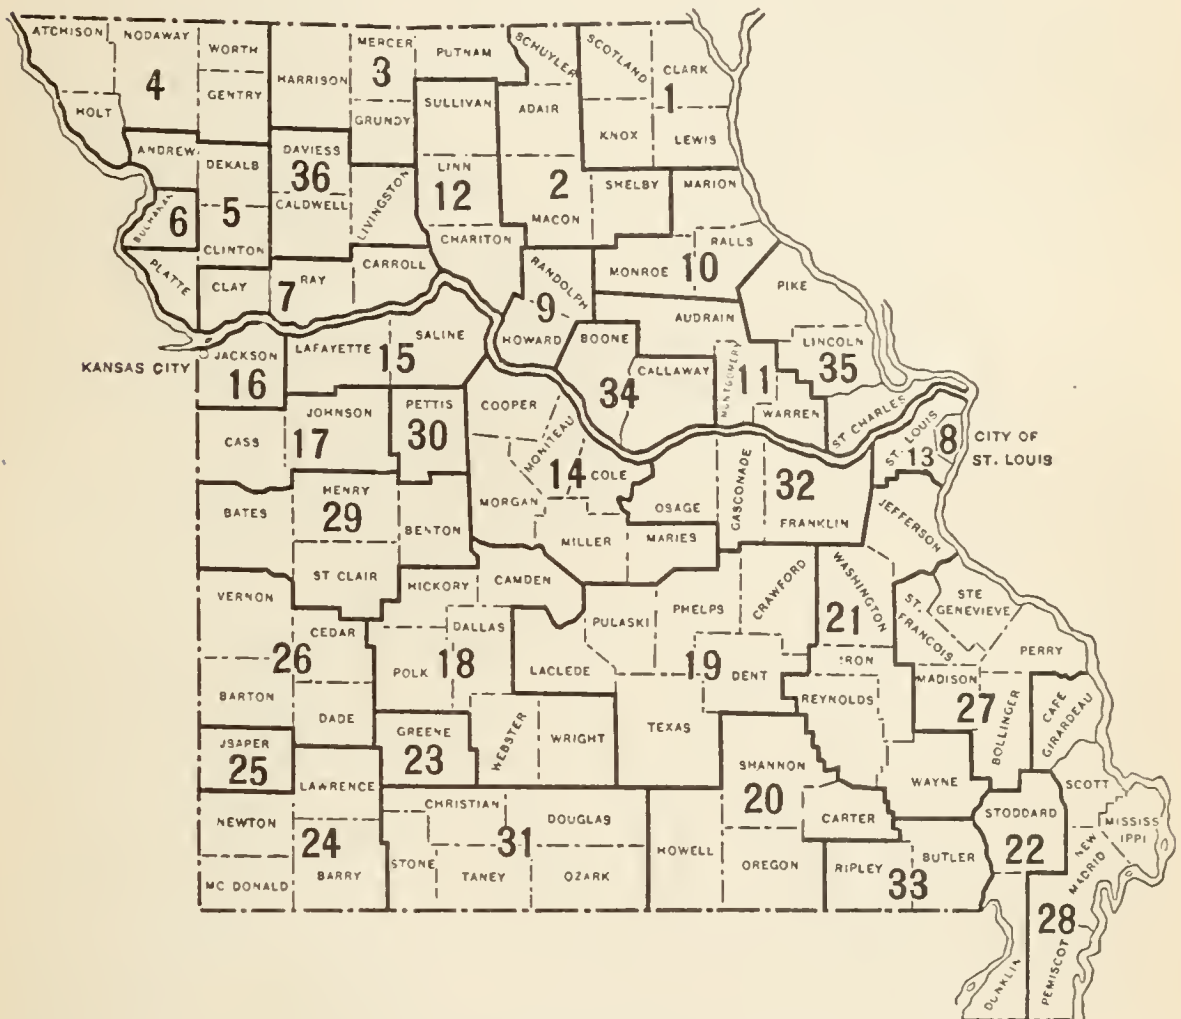 ATCHISON
NODAWAY
WORTH
4
GENTRY
HOLT
HARRISON
MERCER
3
GRUNDY
PUTNAM
SCHUYLER
SCOTLAND
CLARK
1
KNOX
LEWIS
SULLIVAN
ADAIR
ANDREW
DEKALB
DAVIESS
36
CALDWELL
LIVINGSTON
LINN
12
CHARITON
2
MACON
SHELBY
MARION
BUCHANAN
6
5
CLINTON
PLATTE
CLAY
7
RAY
CARROLL
RANDOLPH
9
HOWARD
MONROE
10
RALLS
PIKE
AUDRAIN
KANSAS CITY
JACKSON
16
LAFAYETTE
15
SALINE
BOONE
34
CALLAWAY
MONTGOMERY
11
WARREN
LINCOLN
35
ST CHARLES
ST. LOUIS
13
8
CITY OF
ST. LOUIS
CASS
JOHNSON
17
PETTIS
30
COOPER
MONITEAU
14
COLE
MORGAN
MILLER
OSAGE
MARIES
GASCONADE
32
FRANKLIN
JEFFERSON
BATES
HENRY
29
ST CLAIR
BENTON
HICKORY
CAMDEN
VERNON
CEDAR
26
BARTON
DADE
DALLAS
POLK
18
LACLEDE
PULASKI
PHELPS
CRAWFORD
19
DENT
TEXAS
WASHINGTON
21
IRON
REYNOLDS
ST. FRANCOIS
STE
GENEVIEVE
PERRY
MADISON
27
BOLLINGER
CAPE
GIRARDEAU
JSAPER
25
LAWRENCE
GREENE
23
WEBSTER
WRIGHT
SHANNON
20
CARTER
WAYNE
SCOTT
STODDARD
22
MISSISS
IPPI
NEW
MADRID
NEWTON
24
MC DONALD
BARRY
STONE
CHRISTIAN
31
TANEY
DOUGLAS
OZARK
HOWELL
OREGON
RIPLEY
33
BUTLER
28
DUNKLIN
PEMISCOT